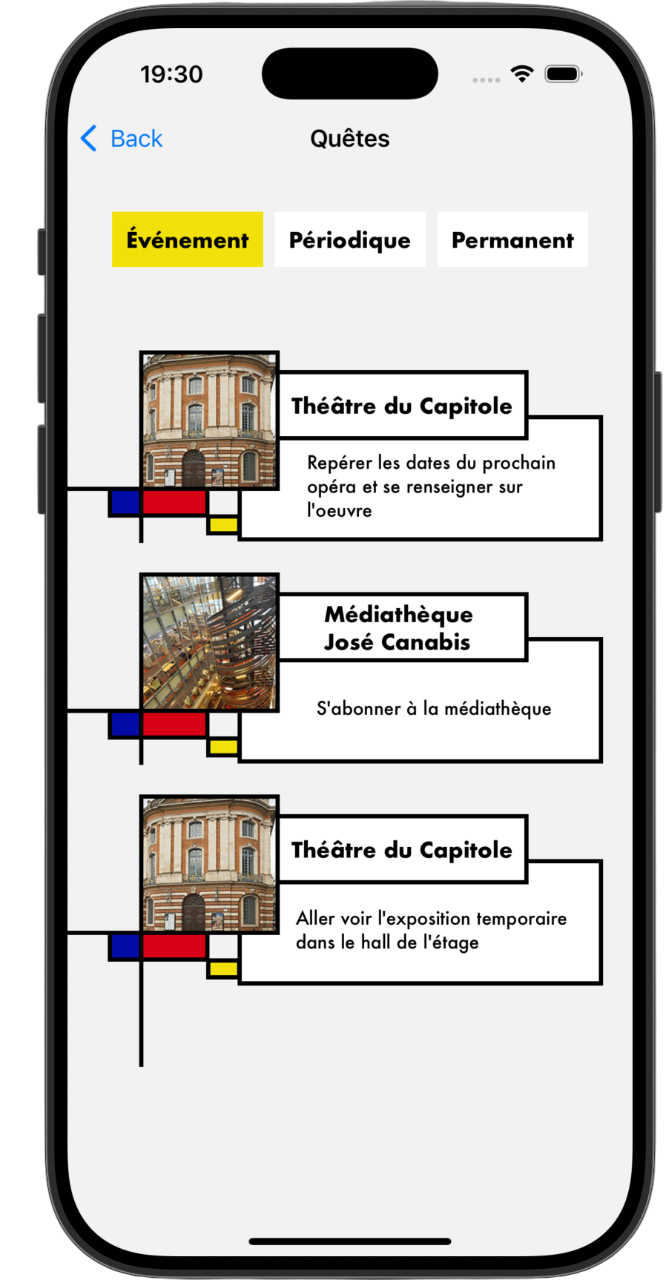 19:30
Back
Quêtes
Événement
Périodique
Permanent
Théâtre du Capitole
Repérer les dates du prochain
opéra et se renseigner sur
l'oeuvre
Médiathèque
José Canabis
S'abonner à la médiathèque
Théâtre du Capitole
Aller voir l'exposition temporaire
dans le hall de l'étage